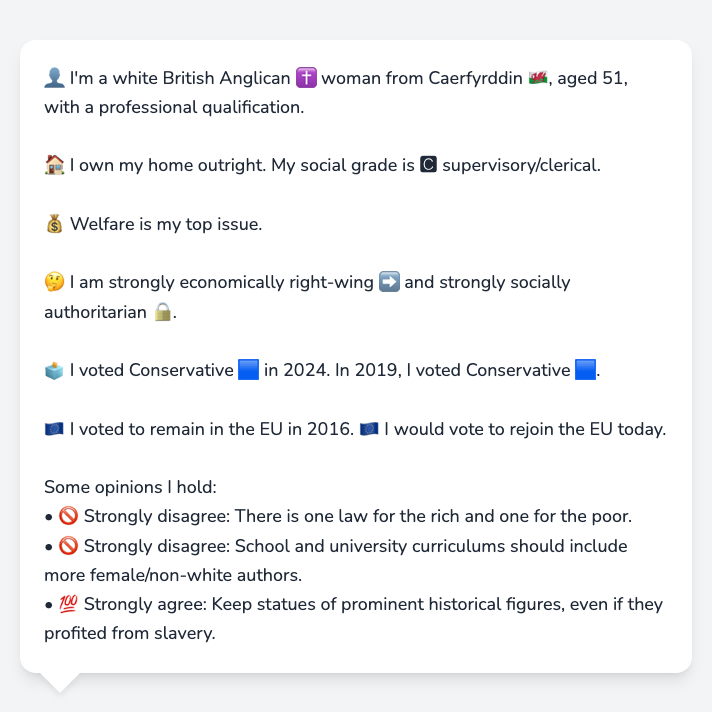 👤 I'm a white British Anglican ✝️ woman from Caerfyrddin 🏴󠁧󠁢󠁷󠁬󠁳󠁿, aged 51,
with a professional qualification.
🏠 I own my home outright. My social grade is 🅲 supervisory/clerical.
💰 Welfare is my top issue.
🤔 I am strongly economically right-wing ➡️ and strongly socially
authoritarian 🔒.
🗳️ I voted Conservative 🟦 in 2024. In 2019, I voted Conservative 🟦.
🇪🇺 I voted to remain in the EU in 2016. 🇪🇺 I would vote to rejoin the EU today.
Some opinions I hold:
• 🚫 Strongly disagree: There is one law for the rich and one for the poor.
• 🚫 Strongly disagree: School and university curriculums should include
more female/non-white authors.
• 💯 Strongly agree: Keep statues of prominent historical figures, even if they
profited from slavery.